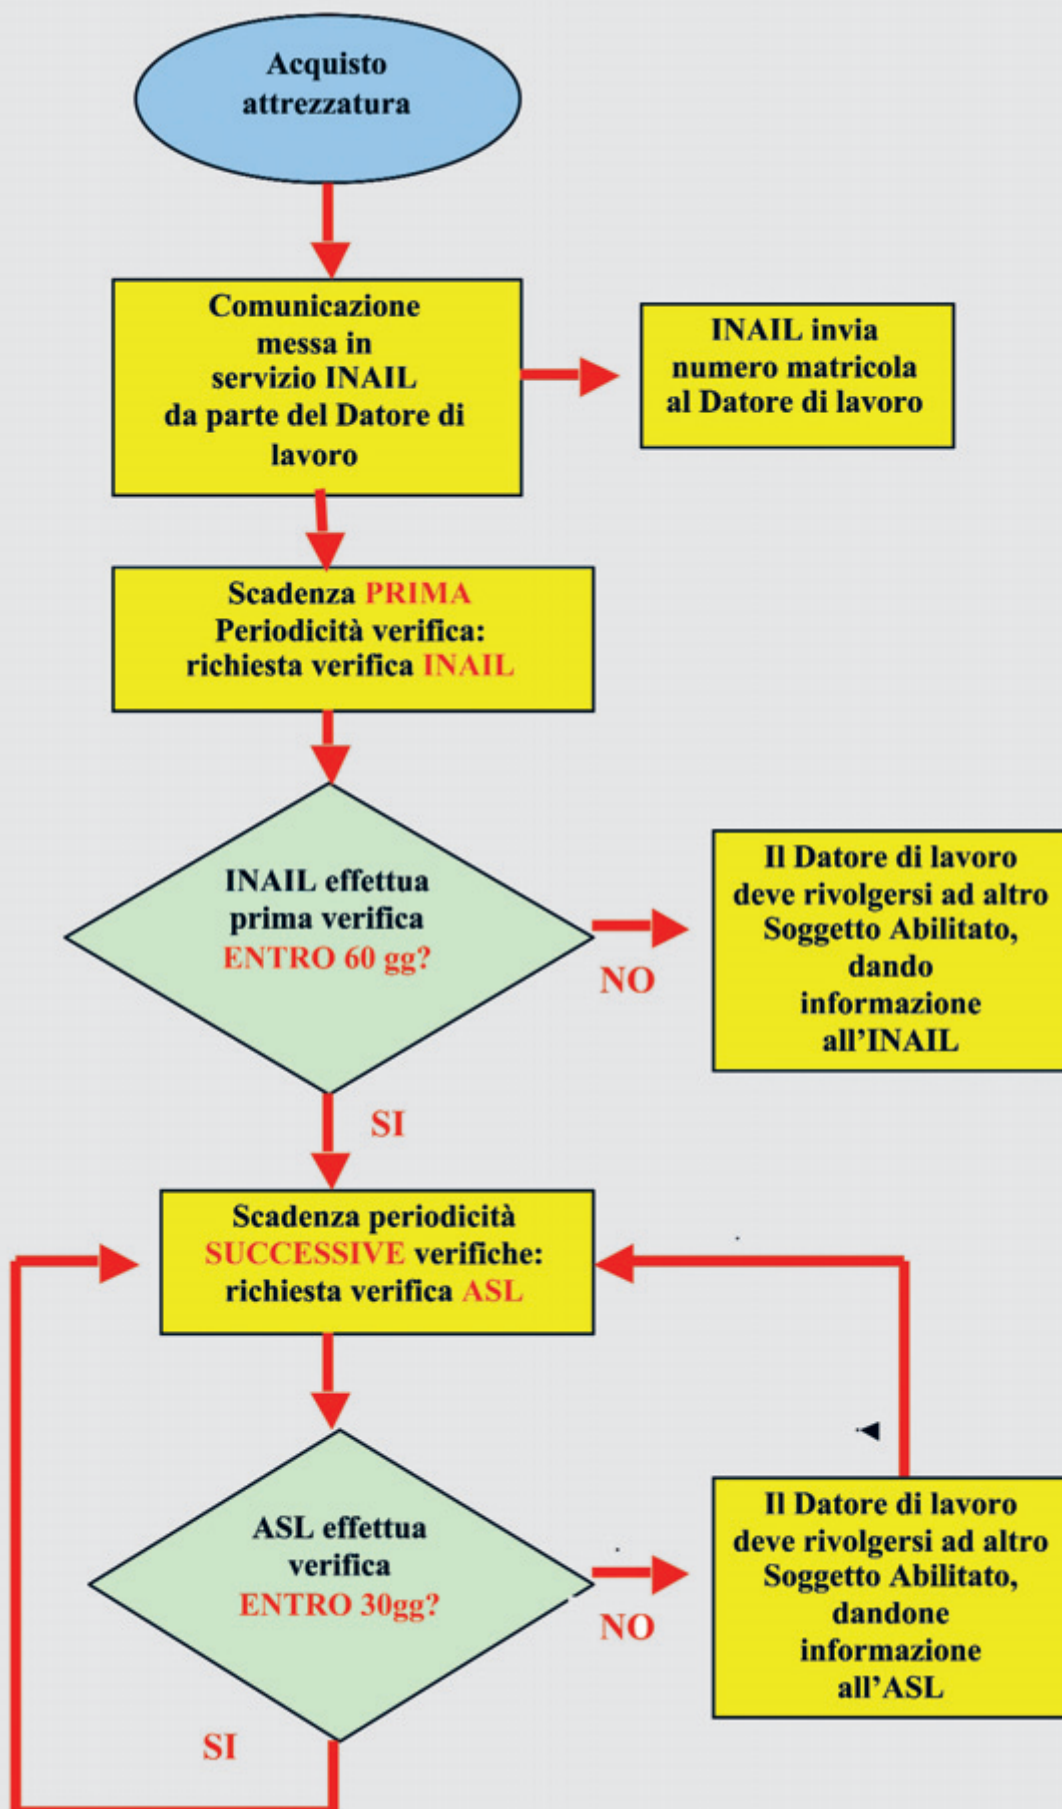 Acquisto
attrezzatura
Comunicazione
messa in
servizio INAIL
da parte del Datore di
lavoro
INAIL invia
numero matricola
al Datore di lavoro
Scadenza PRIMA
Periodicità verifica:
richiesta verifica INAIL
INAIL effettua
prima verifica
ENTRO 60 gg?
NO
Il Datore di lavoro
deve rivolgersi ad altro
Soggetto Abilitato,
dando
informazione
all’INAIL
SI
Scadenza periodicità
SUCCESSIVE verifiche:
richiesta verifica ASL
ASL effettua
verifica
ENTRO 30gg?
NO
Il Datore di lavoro
deve rivolgersi ad altro
Soggetto Abilitato,
dandone
informazione
all’ASL
SI